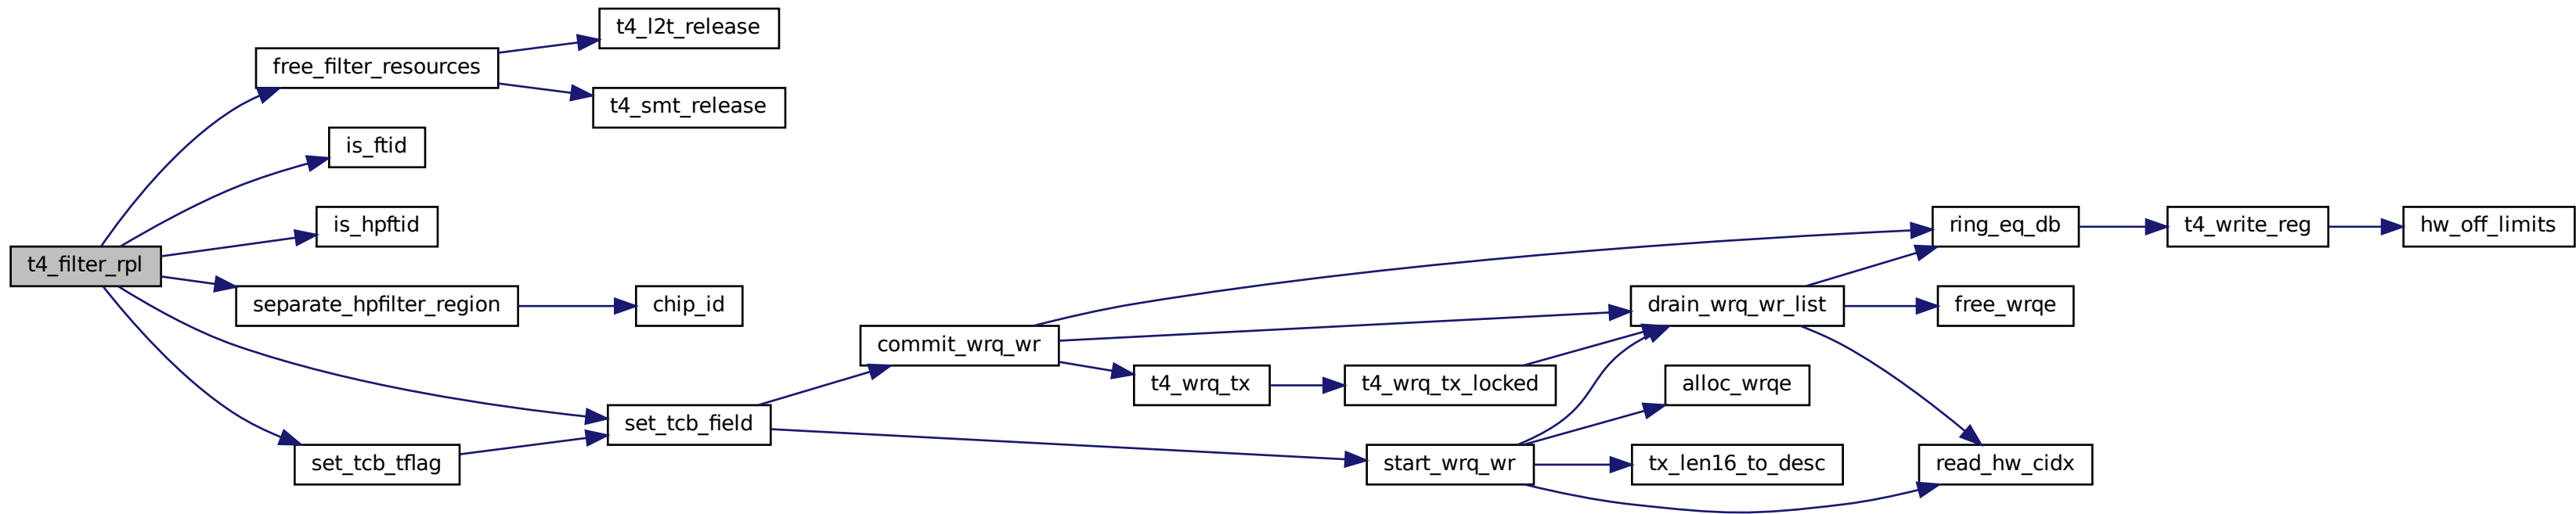 t4_l2t_release
free_filter_resources
t4_smt_release
is_ftid
is_hpftid
ring_eq_db
t4_write_reg
hw_off_limits
t4_filter_rpl
separate_hpfilter_region
chip_id
drain_wrq_wr_list
free_wrqe
commit_wrq_wr
t4_wrq_tx
t4_wrq_tx_locked
alloc_wrqe
set_tcb_field
set_tcb_tflag
start_wrq_wr
tx_len16_to_desc
read_hw_cidx